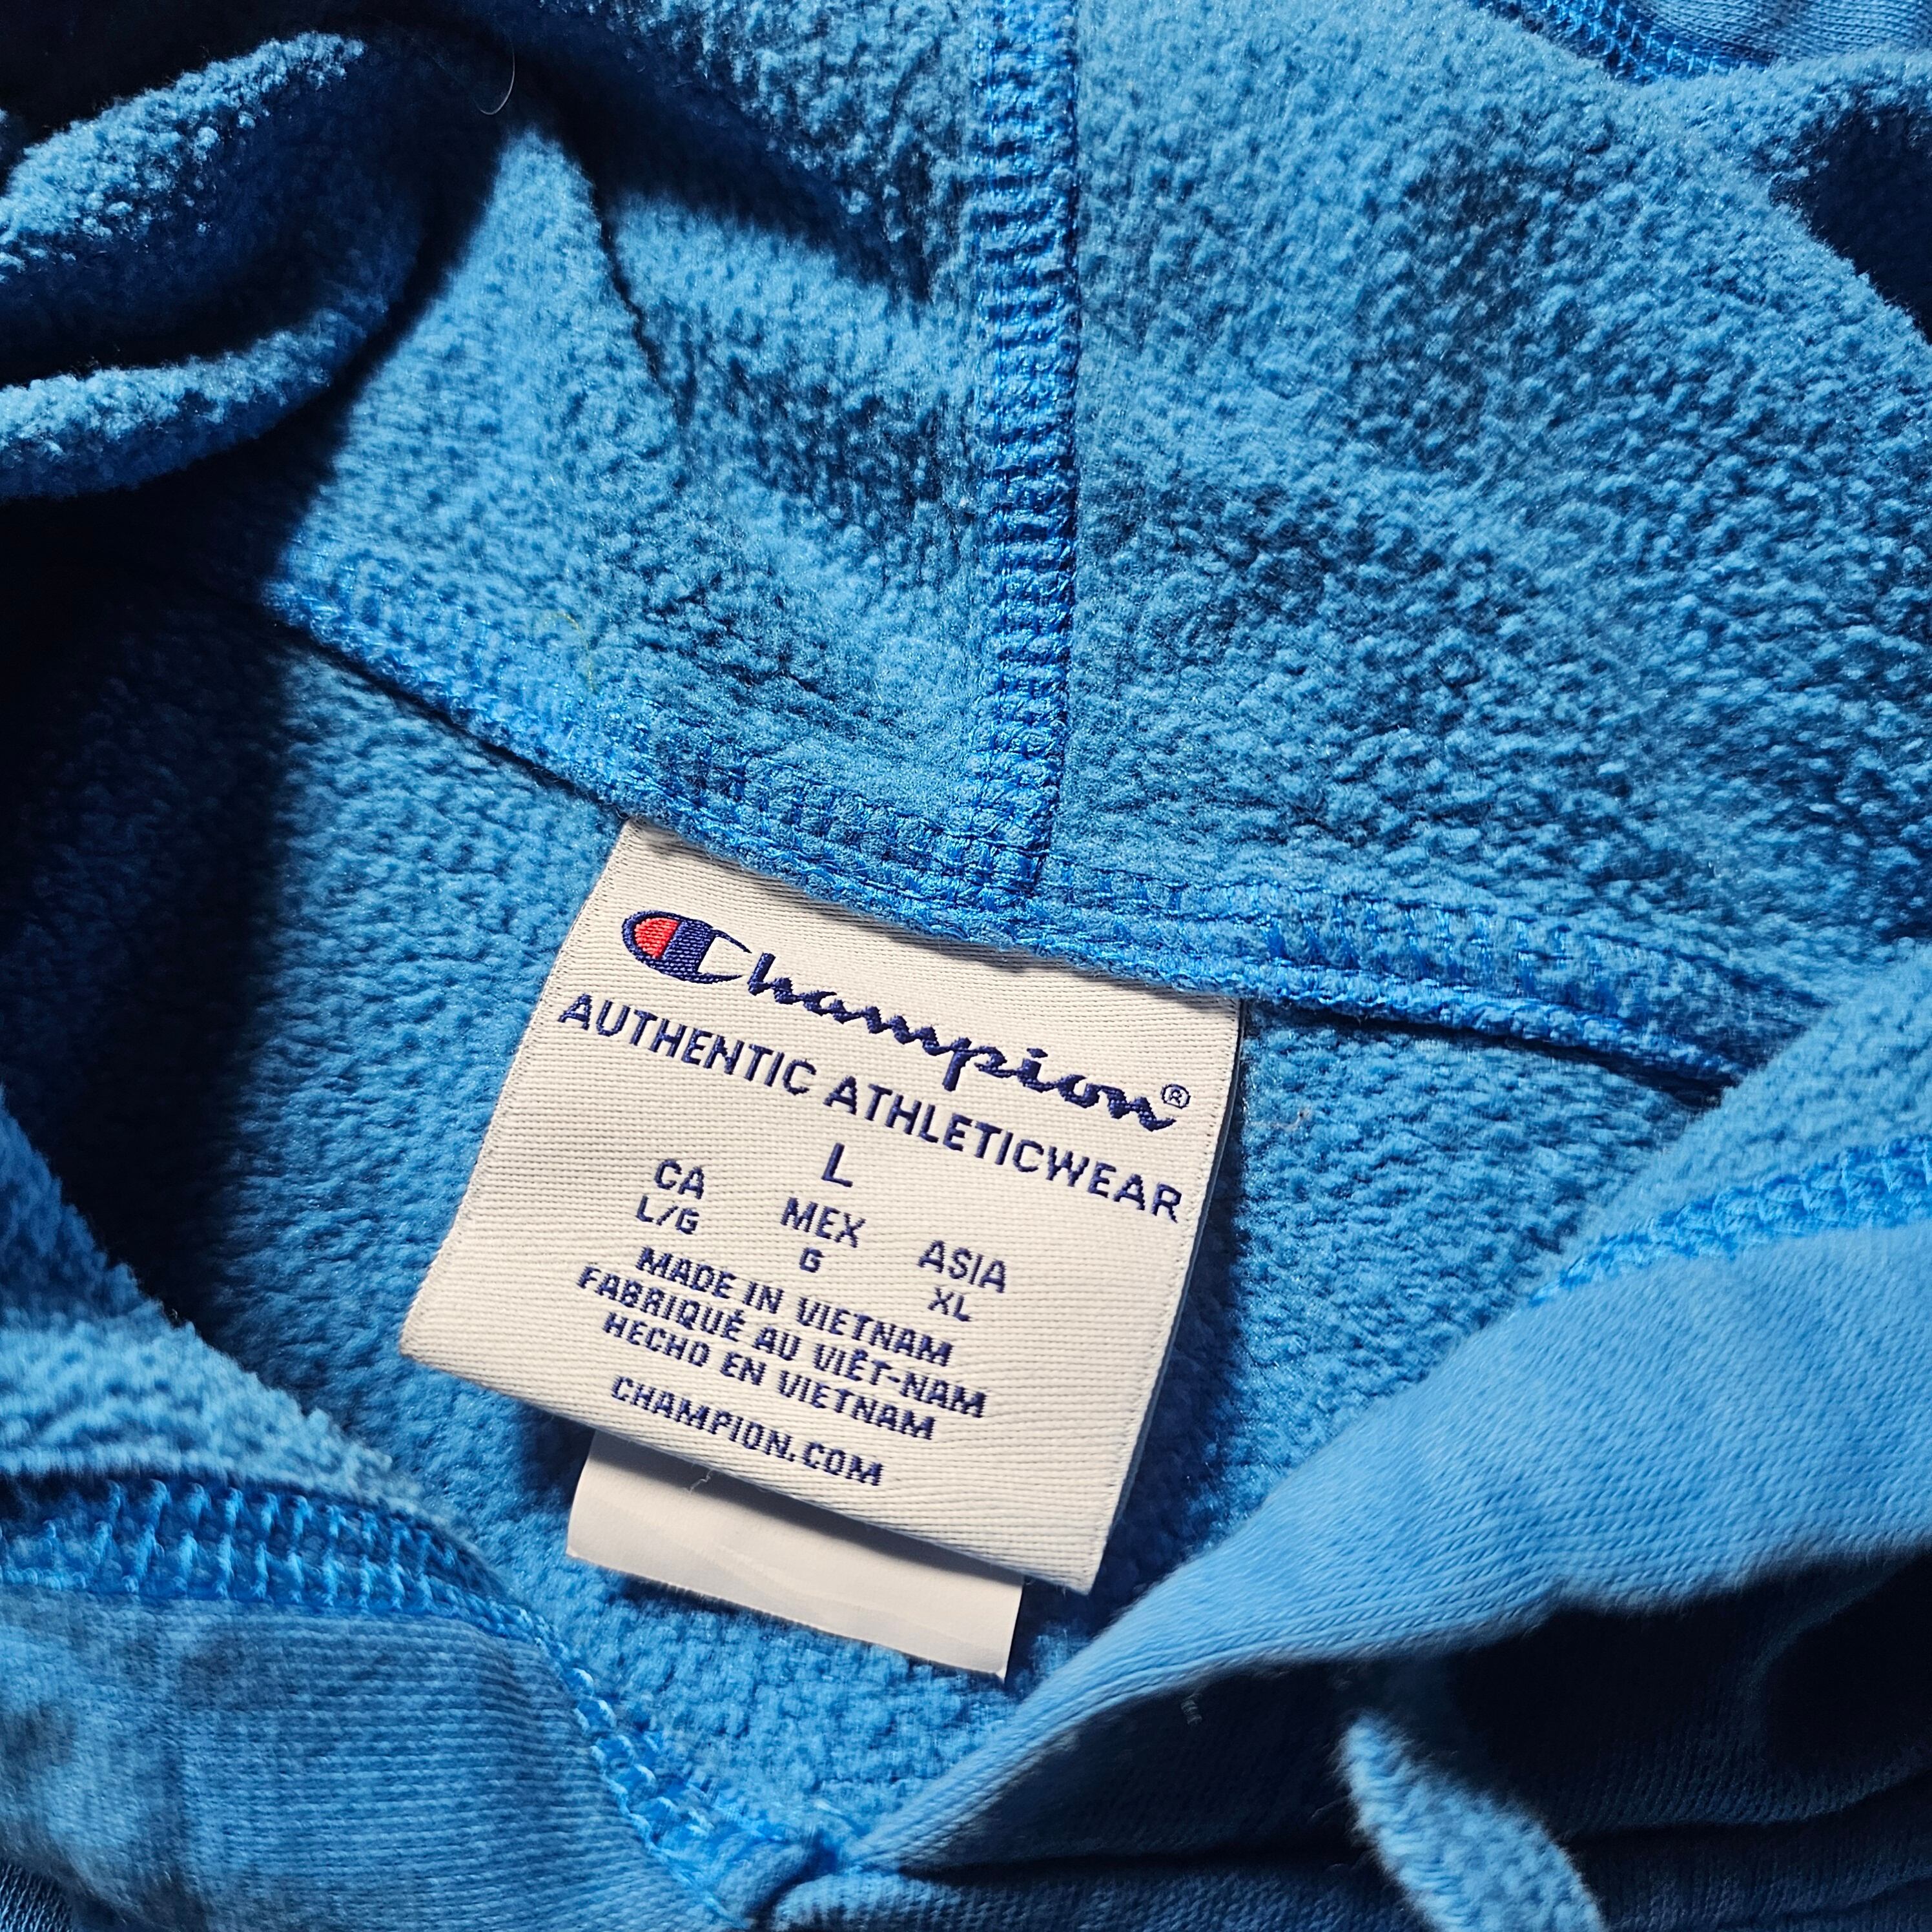 Champion®
AUTHENTIC ATHLETICWEAR
L
CA MEX ASIA
L/G G XL
MADE IN VIETNAM
FABRIQUÉ AU VIÊT-NAM
HECHO EN VIETNAM
CHAMPION.COM